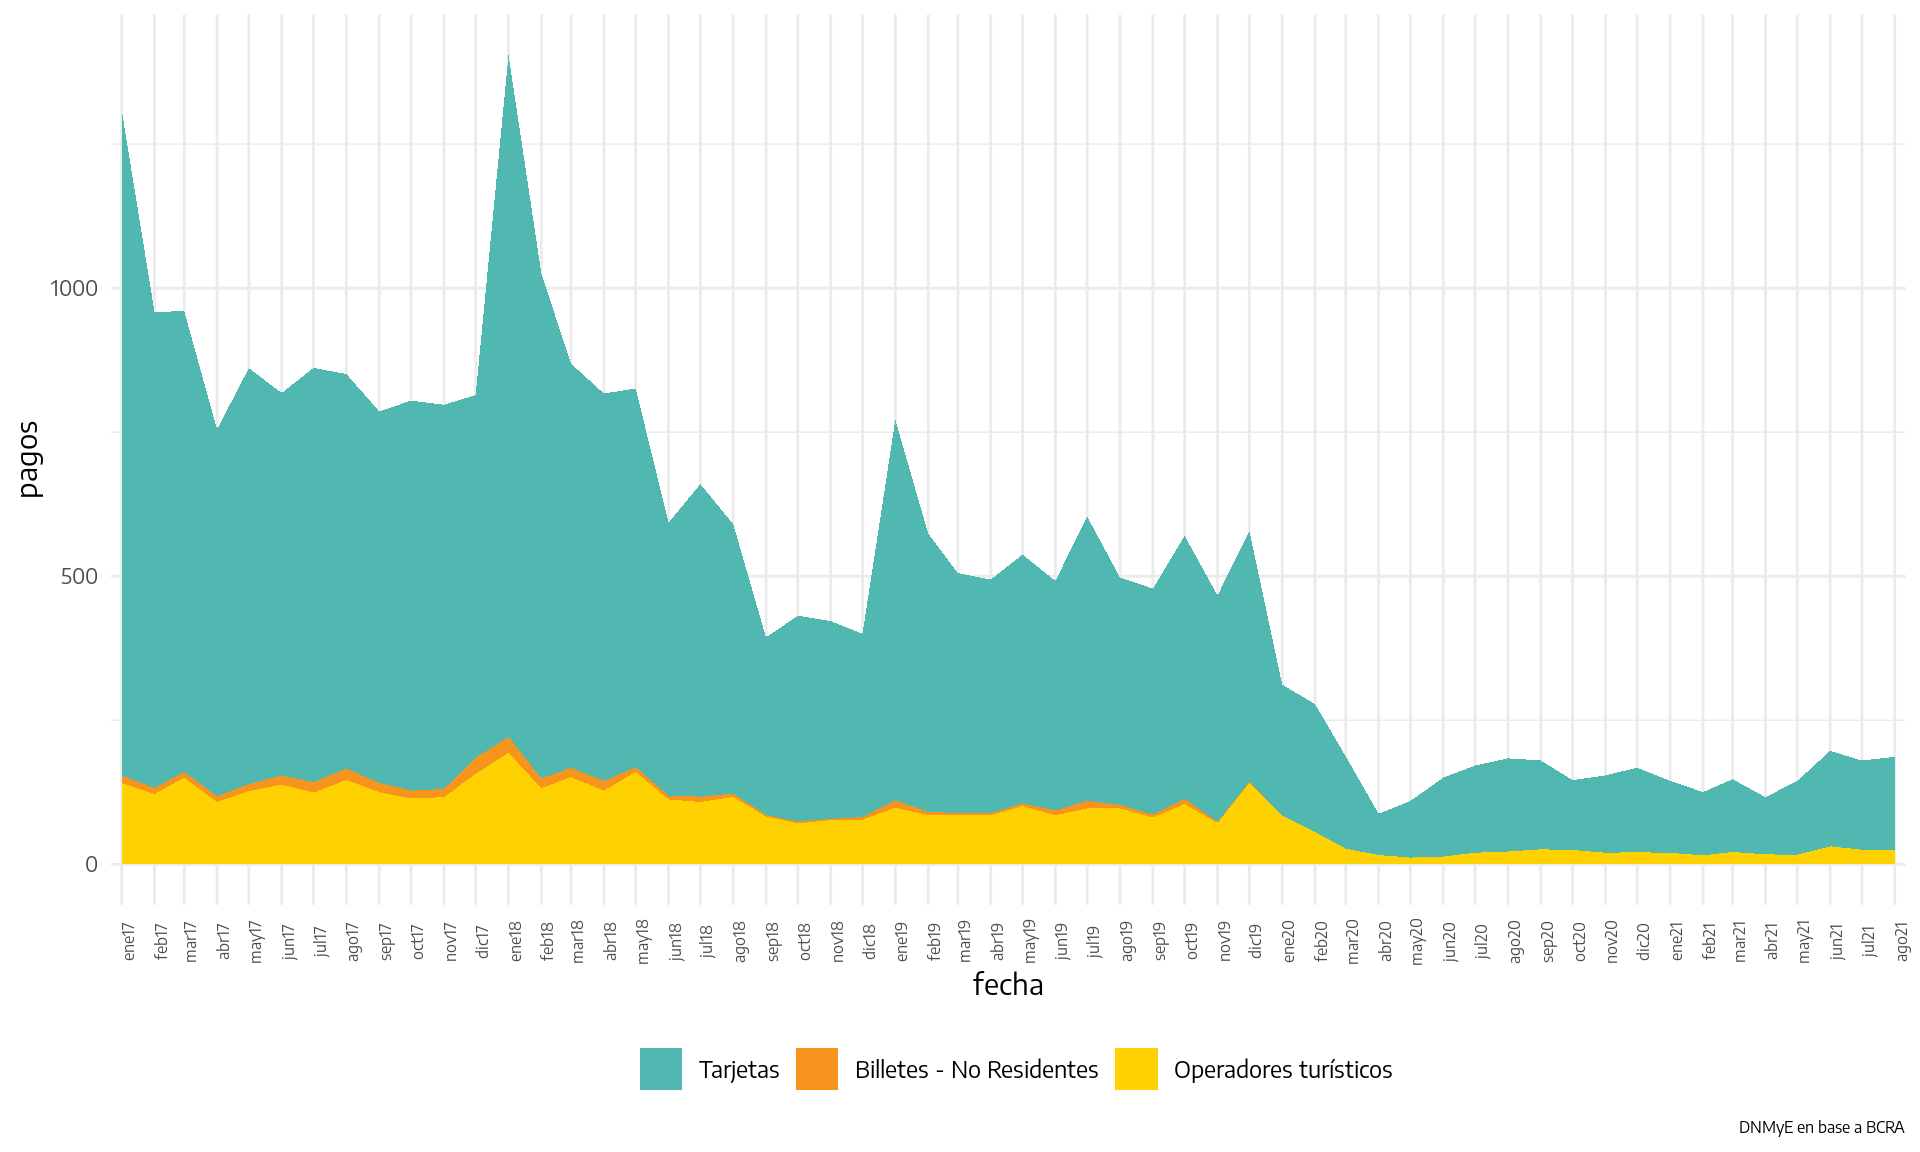 pagos
1000
500
0
ene17 feb17 mar17 abr17 may17 jun17 jul17 ago17 sep17 oct17 nov17 dic17 ene18 feb18 mar18 abr18 may18 jun18 jul18 ago18 sep18 oct18 nov18 dic18 ene19 feb19 mar19 abr19 may19 jun19 jul19 ago19 sep19 oct19 nov19 dic19 ene20 feb20 mar20 abr20 may20 jun20 jul20 ago20 sep20 oct20 nov20 dic20 ene21 feb21 mar21 abr21 may21 jun21 jul21 ago21
fecha
Tarjetas Billetes - No Residentes Operadores turísticos
DNMyE en base a BCRA